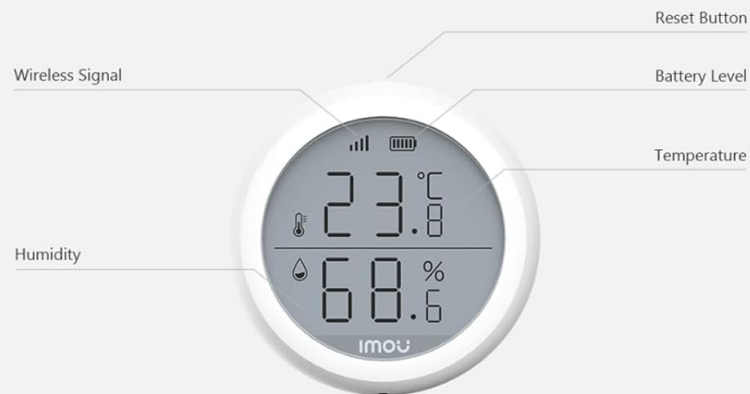 Reset Button
Wireless Signal
Battery Level
Temperature
23.8 °C
Humidity
68.6 %
imou